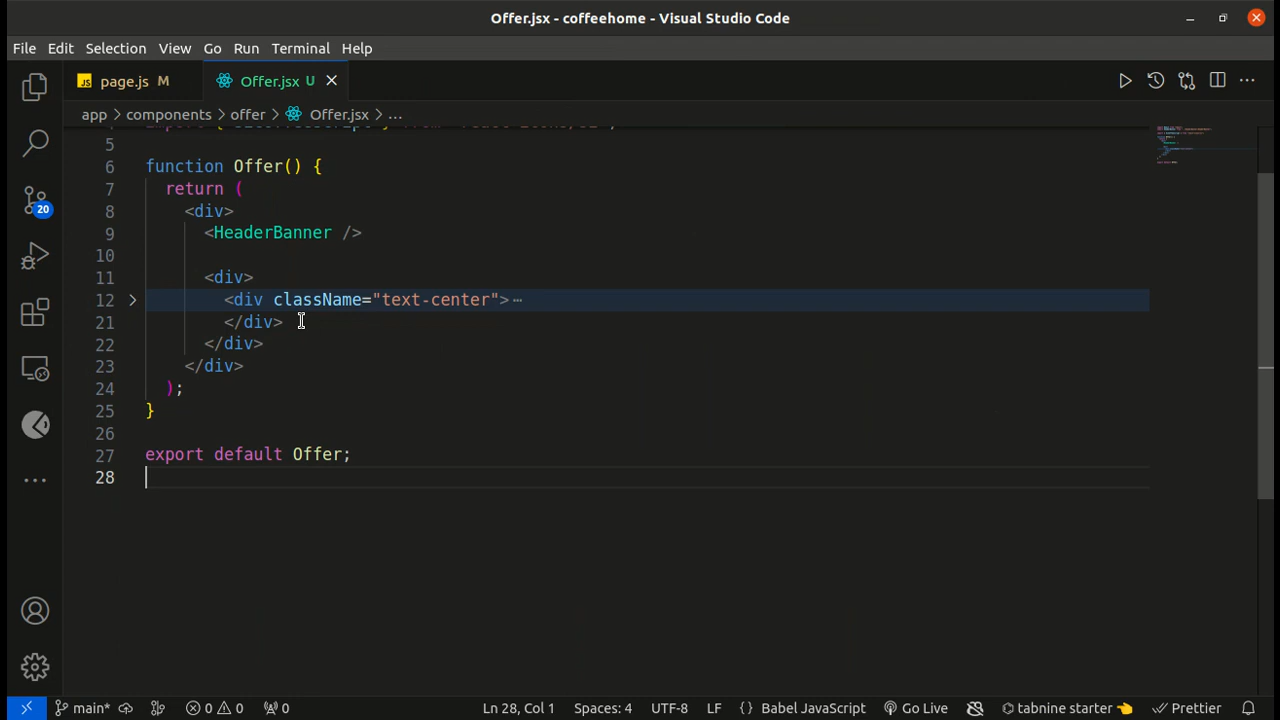 Offer.jsx - coffeehome - Visual Studio Code
File Edit Selection View Go Run Terminal Help
JS page.js M Offer.jsx U
app > components > offer > Offer.jsx > ...
5
6 function Offer() {
7 return (
8 <div>
9 <HeaderBanner />
10
11 <div>
12 <div className="text-center">⋯
21 </div>
22 </div>
23 </div>
24 );
25 }
26
27 export default Offer;
28
20
main* 0 0 0 Ln 28, Col 1 Spaces: 4 UTF-8 LF {} Babel JavaScript Go Live tabnine starter 👈 Prettier